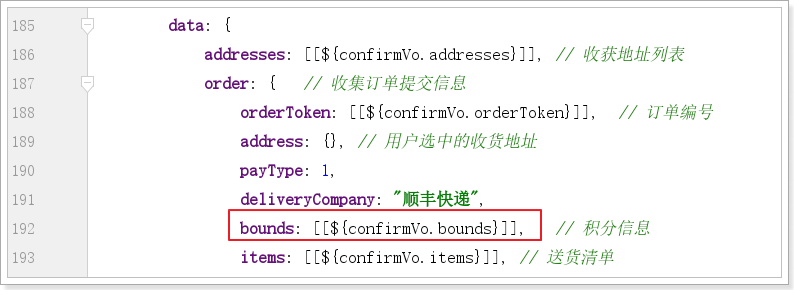 185 data: {
186 addresses: [[${confirmVo.addresses}]], // 收获地址列表
187 order: { // 收集订单提交信息
188 orderToken: [[${confirmVo.orderToken}]], // 订单编号
189 address: {}, // 用户选中的收货地址
190 payType: 1,
191 deliveryCompany: "顺丰快递",
192 bounds: [[${confirmVo.bounds}]], // 积分信息
193 items: [[${confirmVo.items}]], // 送货清单